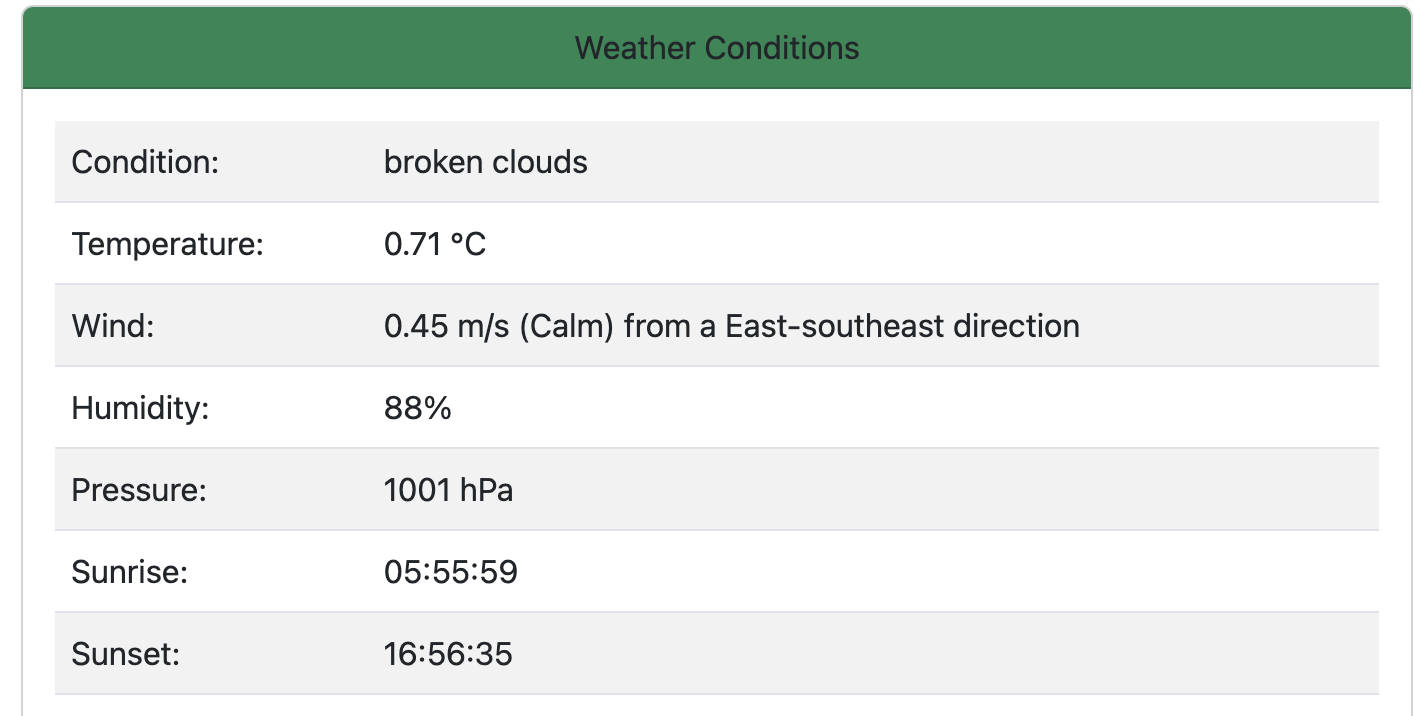 Weather Conditions
Condition: broken clouds
Temperature: 0.71 °C
Wind: 0.45 m/s (Calm) from a East-southeast direction
Humidity: 88%
Pressure: 1001 hPa
Sunrise: 05:55:59
Sunset: 16:56:35